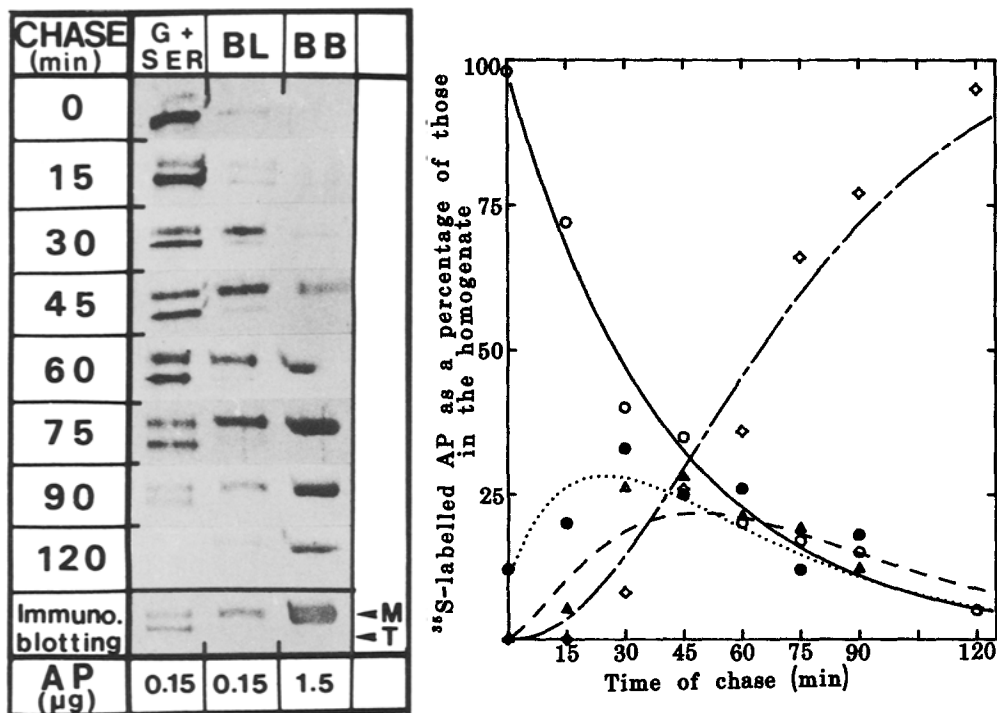 CHASE (min) G + SER BL BB
0
15
30
45
60
75
90
120
Immuno. blotting ◄M ◄T
AP (µg) 0.15 0.15 1.5
³⁵S-labelled AP as a percentage of those in the homogenate
100
75
50
25
15 30 45 60 75 90 120
Time of chase (min)